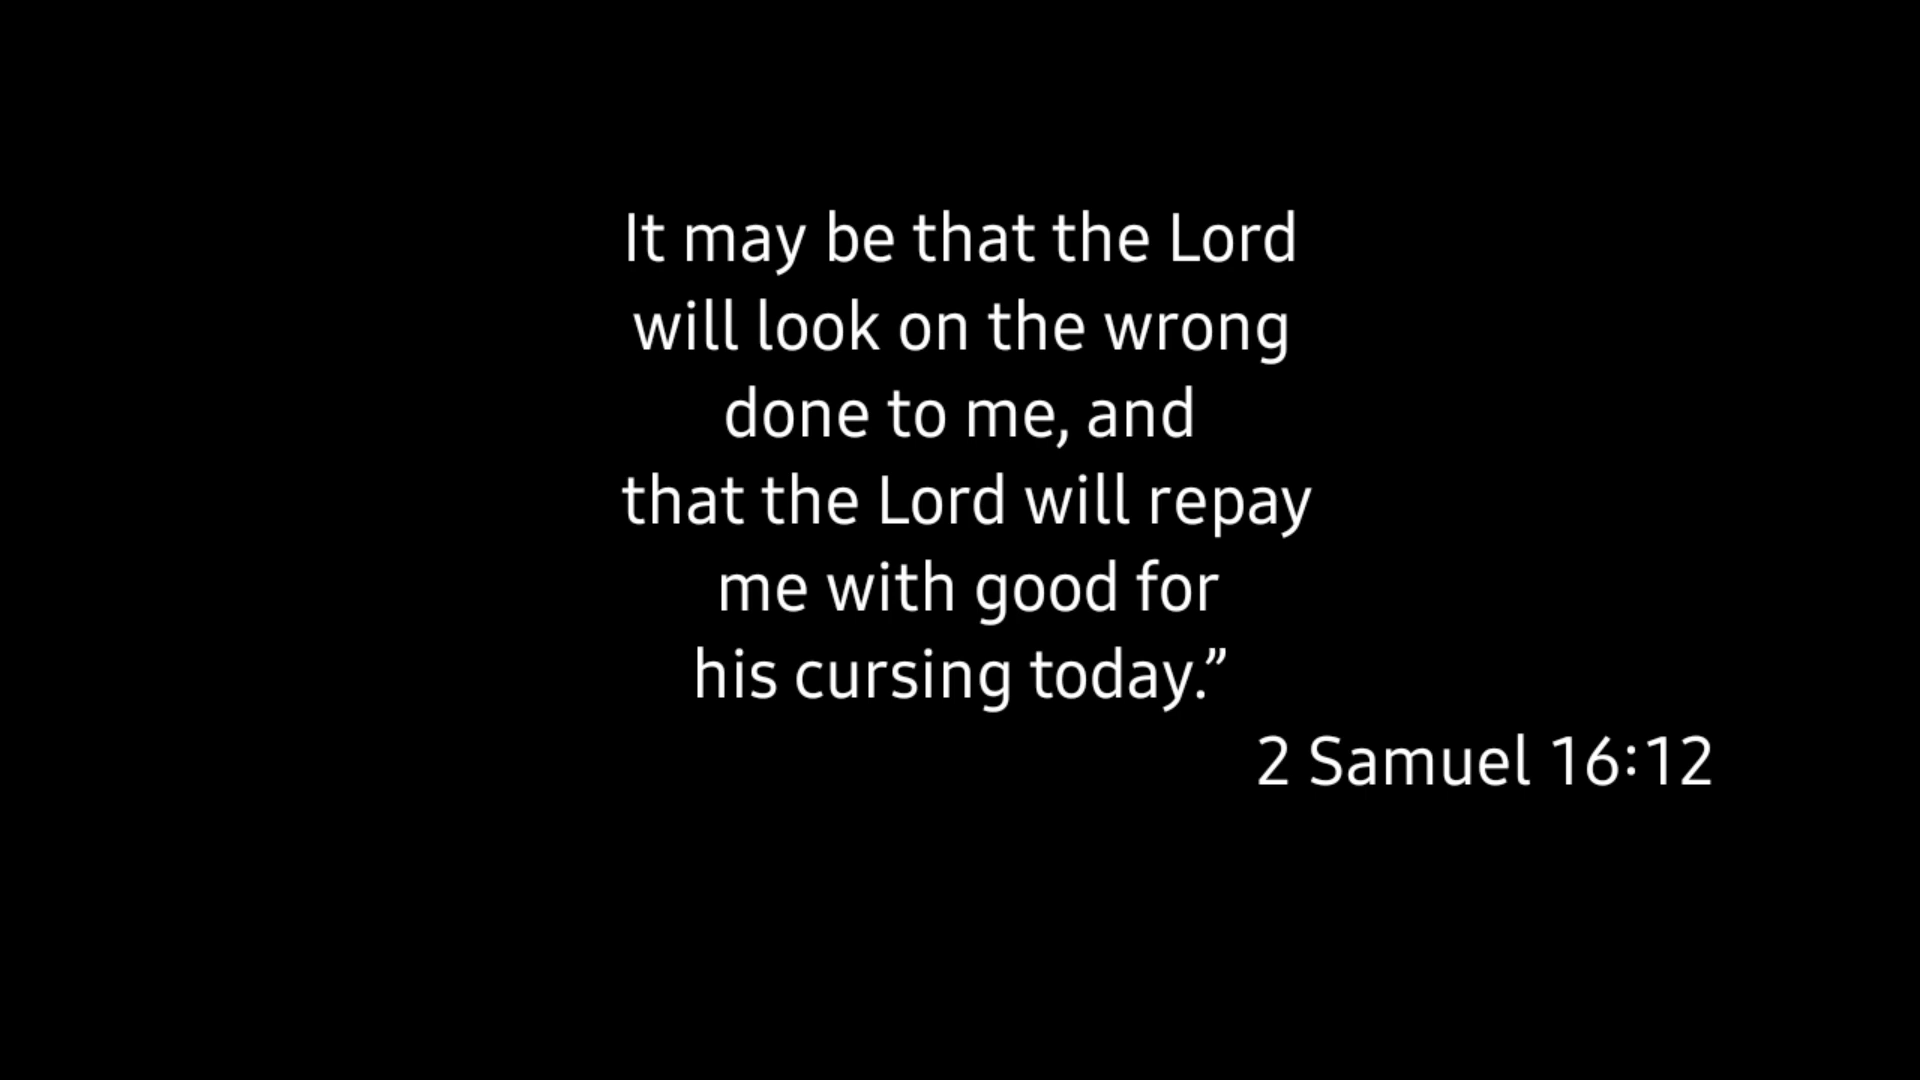 It may be that the Lord
will look on the wrong
done to me, and
that the Lord will repay
me with good for
his cursing today.”
2 Samuel 16:12